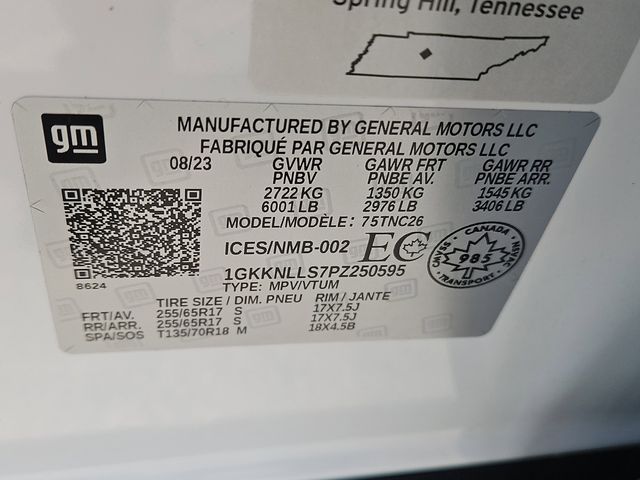 Spring Hill, Tennessee
gm
MANUFACTURED BY GENERAL MOTORS LLC
FABRIQUÉ PAR GENERAL MOTORS LLC
08/23 GVWR GAWR FRT GAWR RR
PNBV PNBE AV. PNBE ARR.
2722 KG 1350 KG 1545 KG
6001 LB 2976 LB 3406 LB
MODEL/MODÈLE: 75TNC26
ICES/NMB-002 EC
CANADA
CMVSS 985 NSVAC
TRANSPORT
1GKKNLLS7PZ250595
TYPE: MPV/VTUM
8624
TIRE SIZE / DIM. PNEU RIM / JANTE
FRT/AV. 255/65R17 S 17X7.5J
RR/ARR. 255/65R17 S 17X7.5J
SPA/SOS T135/70R18 M 18X4.5B